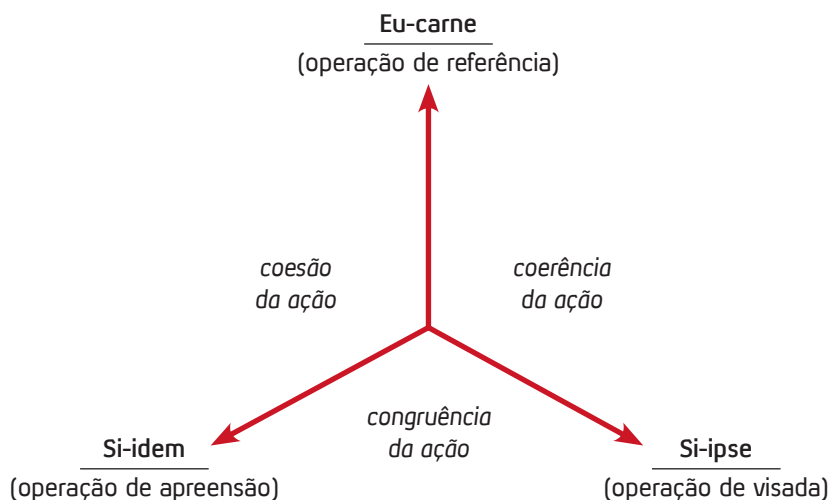 Eu-carne
(operação de referência)
coesão
da ação
coerência
da ação
congruência
da ação
Si-idem
(operação de apreensão)
Si-ipse
(operação de visada)